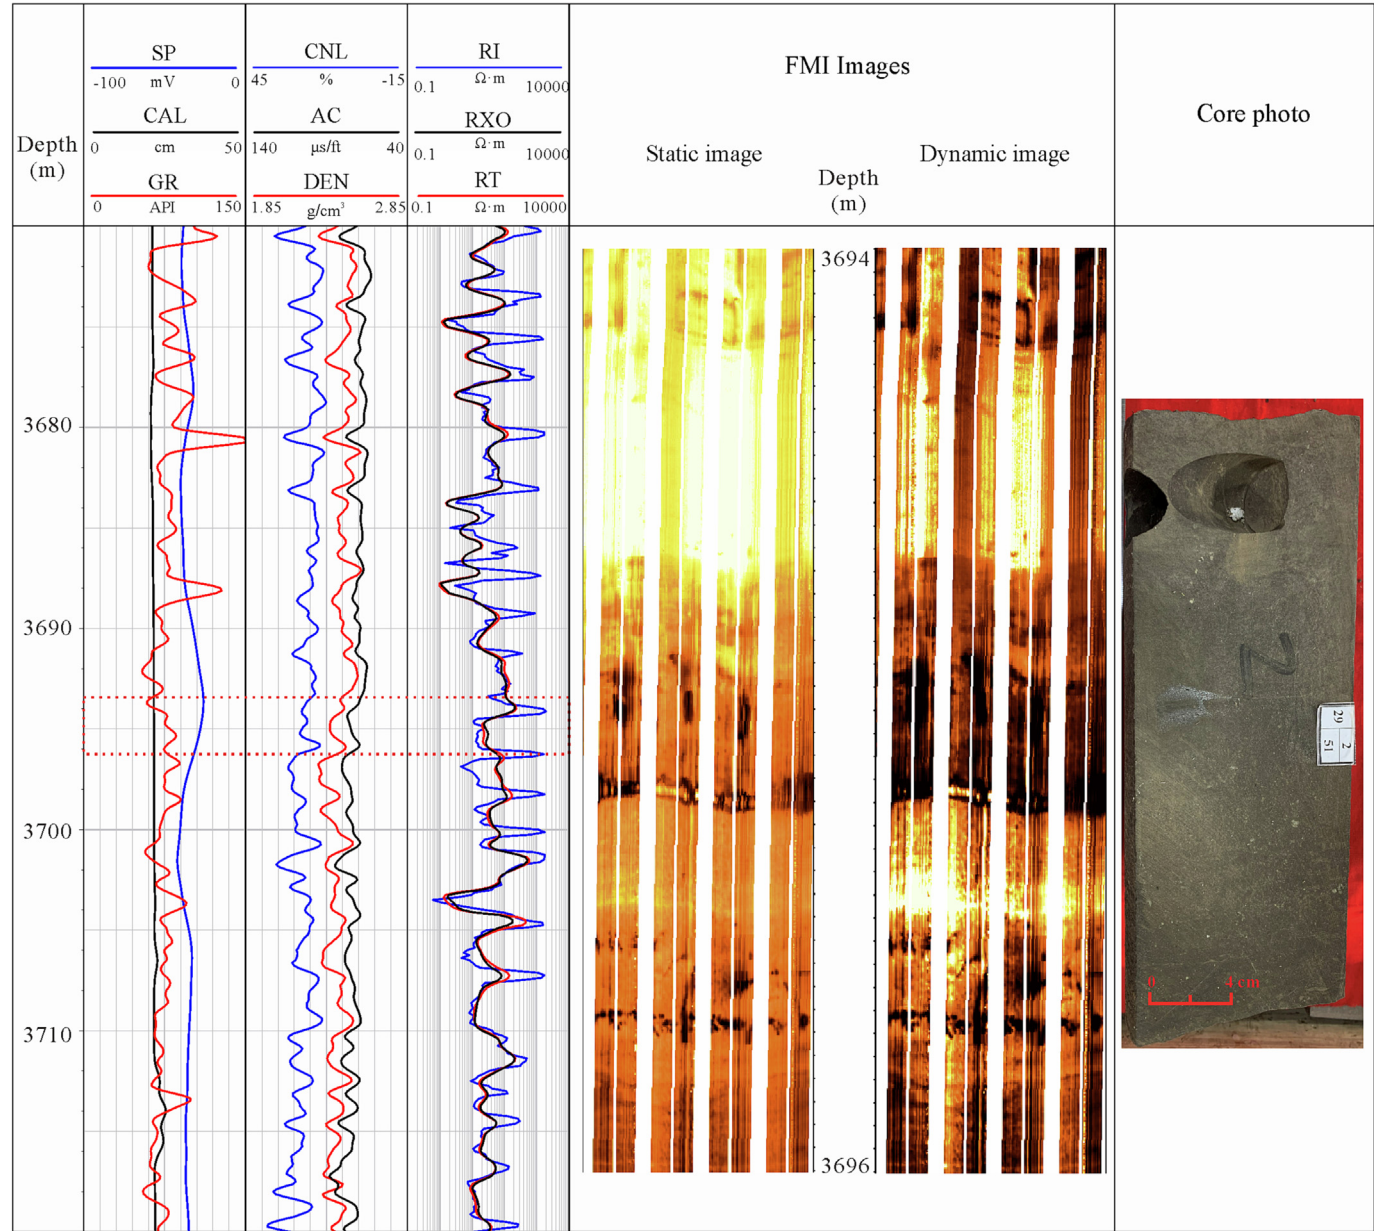 Depth
(m)
SP
-100 mV 0
CAL
0 cm 50
GR
0 API 150
CNL
45 % -15
AC
140 μs/ft 40
DEN
1.85 g/cm³ 2.85
RI
0.1 Ω·m 10000
RXO
0.1 Ω·m 10000
RT
0.1 Ω·m 10000
FMI Images
Static image
Depth
(m)
Dynamic image
Core photo
3680
3690
3700
3710
3694
3696
Z
29 2
51
0 4 cm